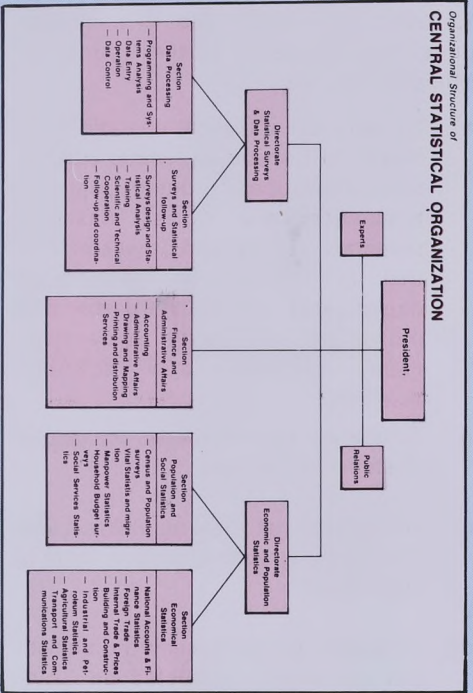 Organizational Structure of
CENTRAL STATISTICAL ORGANIZATION
President.
Experts
Public
Relations
Directorate
Statistical Surveys
& Data Processing
Directorate
Economic and Population
Statistics
Section
Data Processing
— Programming and Sys-
tems Analysis
— Data Entry
— Operation
— Data Control
Section
Surveys and Statistical
follow-up
— Surveys design and Sta-
tistical Analysis
— Training
— Scientific and Technical
Cooperation
— Follow-up and coordina-
tion
Section
Finance and
Administrative Affairs
— Accounting
— Administrative Affairs
— Drawing and Mapping
— Printing and distribution
— Services
Section
Population and
Social Statistics
— Census and Population
surveys
— Vital Statistis and migra-
tion
— Manpower Statistics
— Household Budget sur-
veys
— Social Services Statis-
tics
Section
Economical
Statistics
— National Accounts & Fi-
nance Statistics
— Foreign Trade
— Internal Trade & Prices
— Building and Construc-
tion
— Industrial and Pet-
roleum Statistics
— Agricultural Statistics
— Transport and Com-
munications Statistics